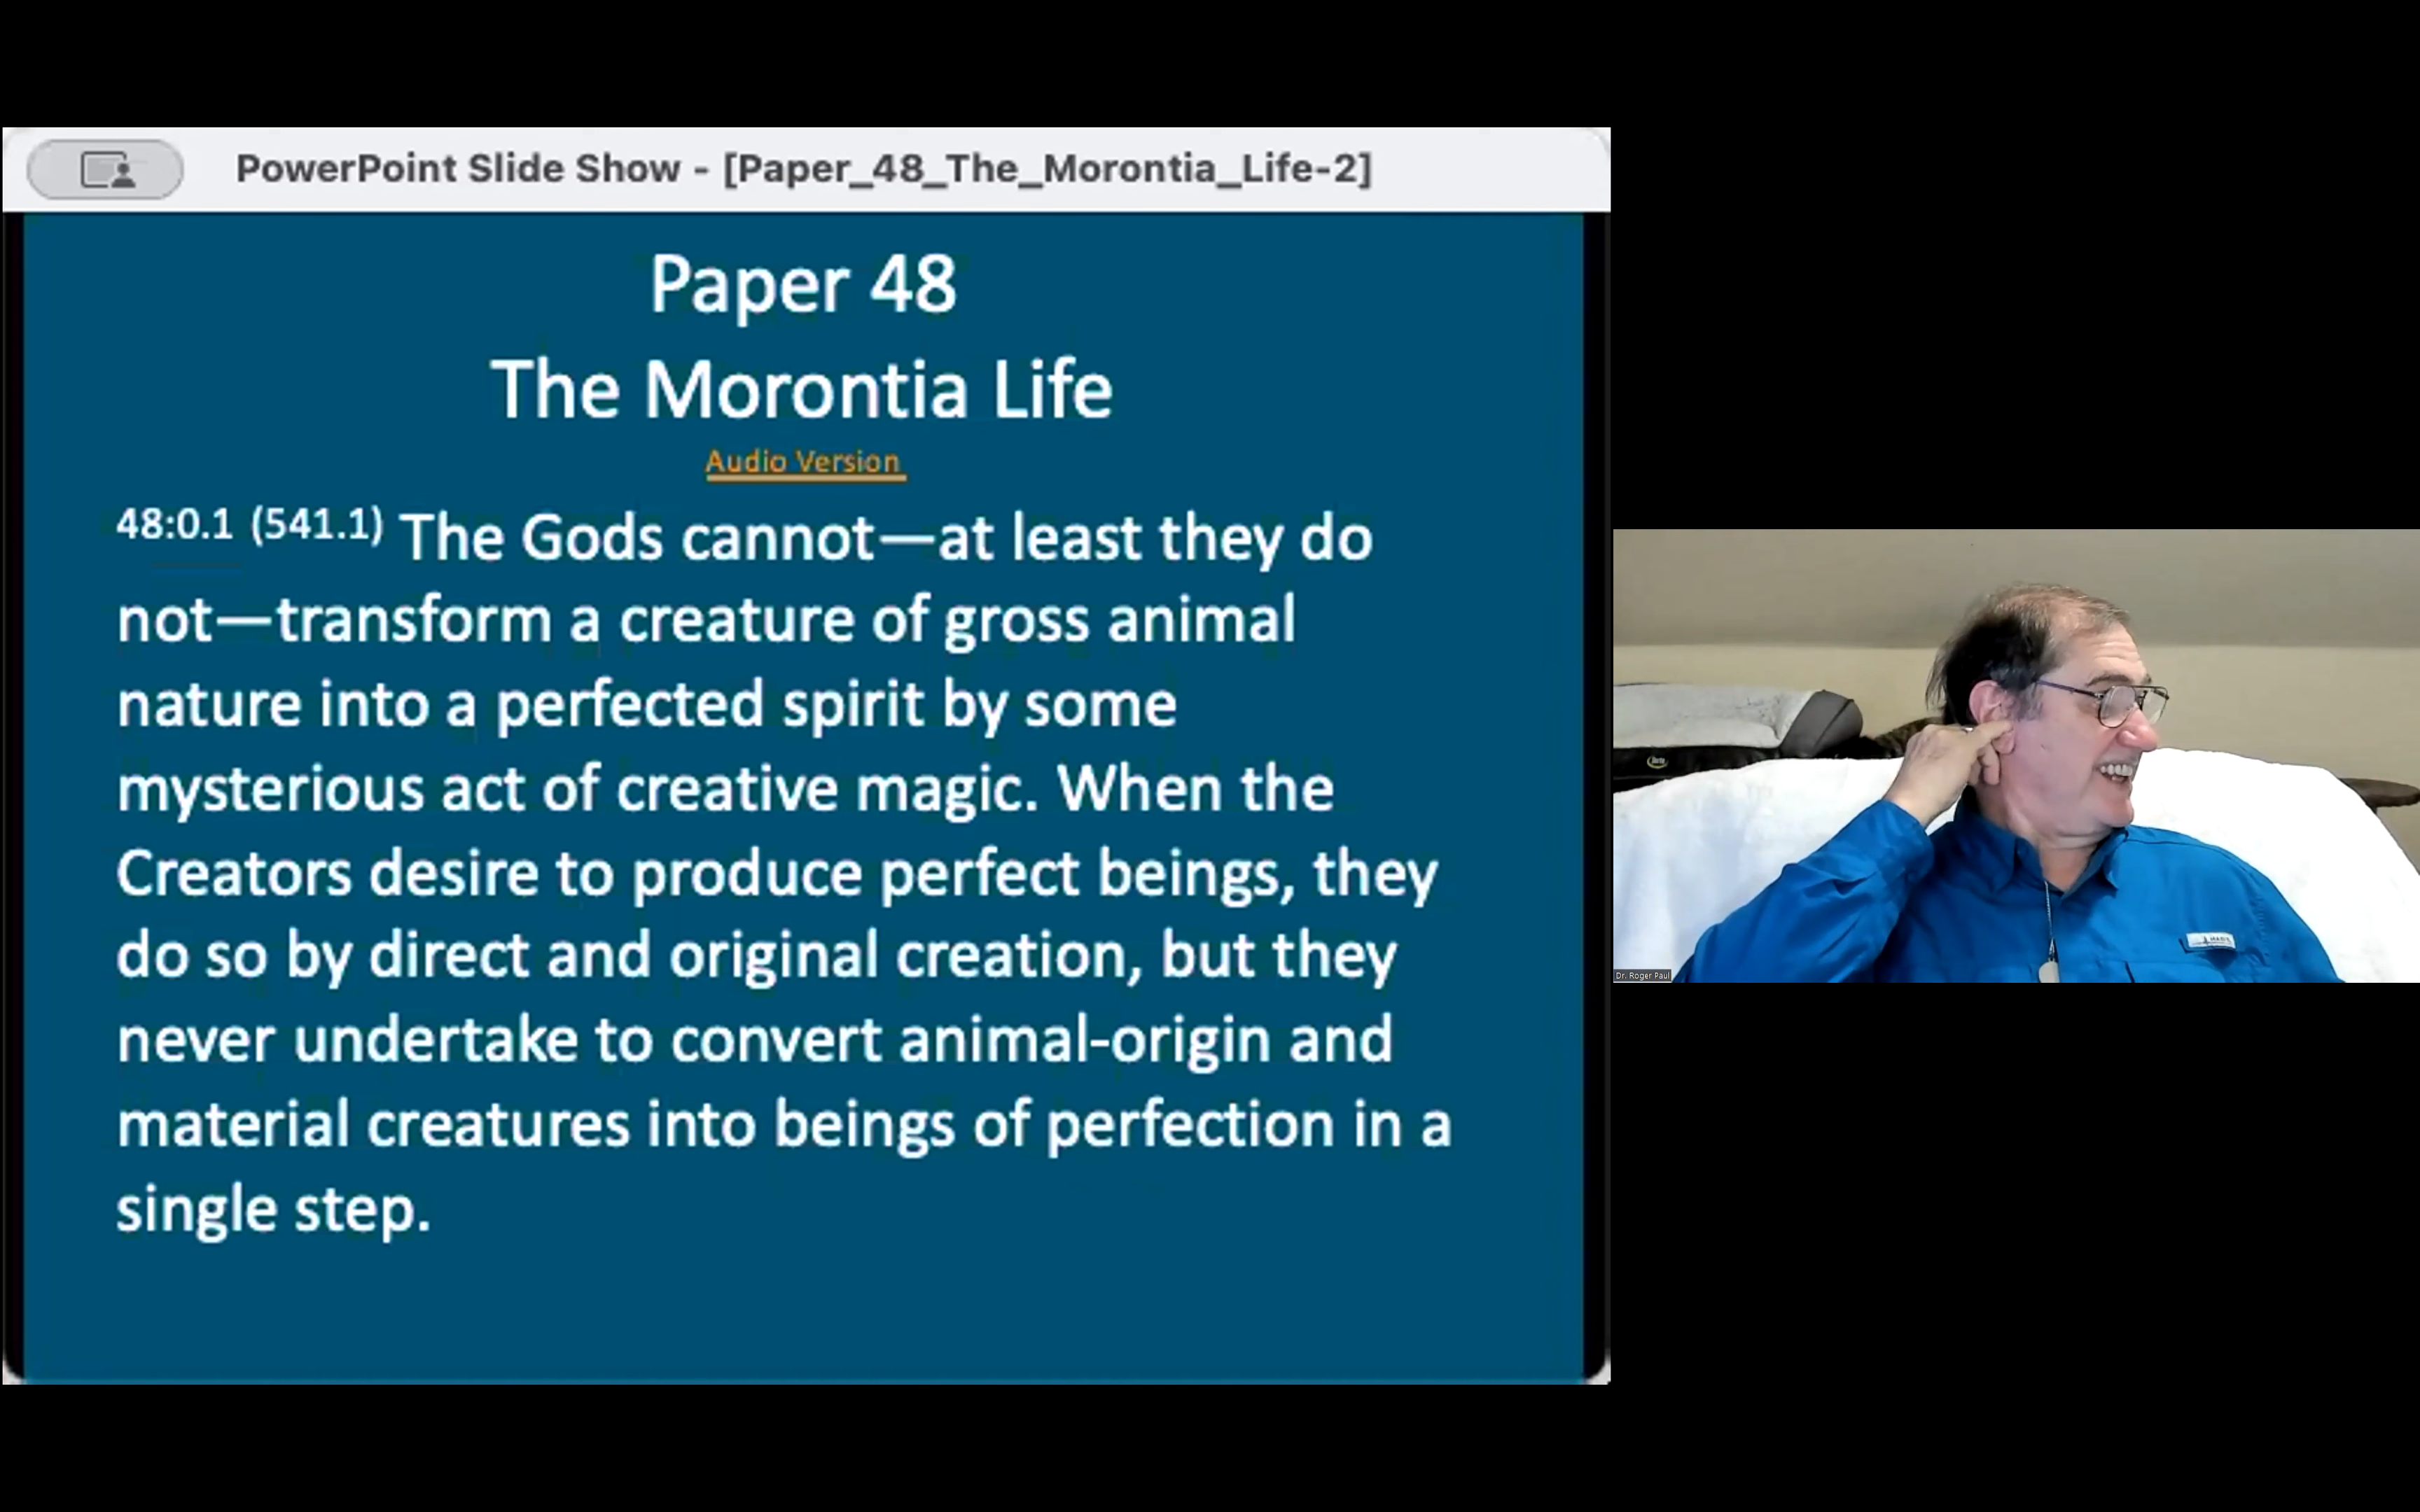 PowerPoint Slide Show - [Paper_48_The_Morontia_Life-2]
Paper 48
The Morontia Life
Audio Version
48:0.1 (541.1) The Gods cannot—at least they do
not—transform a creature of gross animal
nature into a perfected spirit by some
mysterious act of creative magic. When the
Creators desire to produce perfect beings, they
do so by direct and original creation, but they
never undertake to convert animal-origin and
material creatures into beings of perfection in a
single step.
Dr. Roger Paul